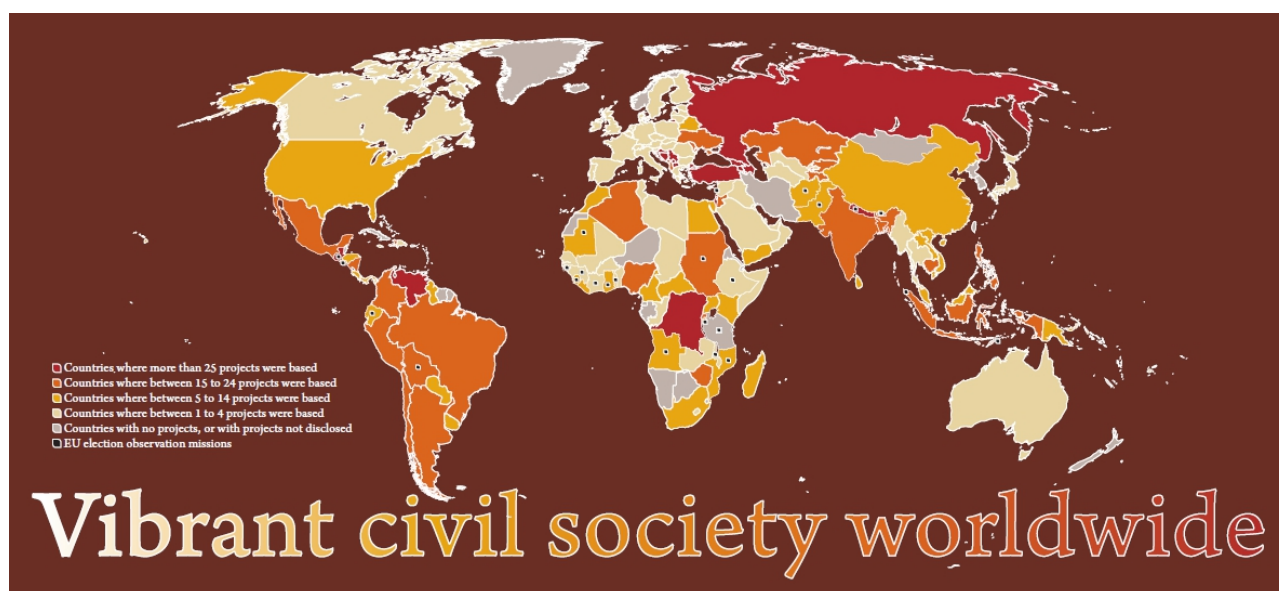 Countries where more than 25 projects were based
Countries where between 15 to 24 projects were based
Countries where between 5 to 14 projects were based
Countries where between 1 to 4 projects were based
Countries with no projects, or with projects not disclosed
EU election observation missions
Vibrant civil society worldwide